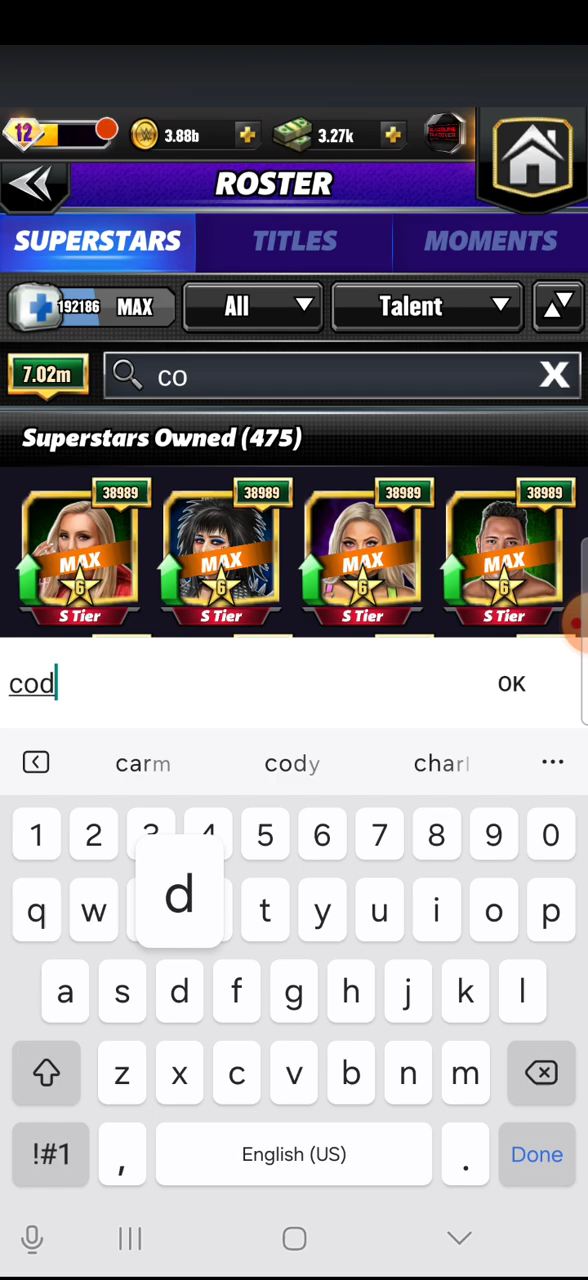 12 3.88b 3.27k
ROSTER
SUPERSTARS TITLES MOMENTS
192186 MAX All Talent
7.02m co X
Superstars Owned (475)
38989 38989 38989 38989
MAX MAX MAX MAX
6 6 6 6
S Tier S Tier S Tier S Tier
cod OK
carm cody charl ...
1 2 3 4 5 6 7 8 9 0
q w d t y u i o p
a s d f g h j k l
z x c v b n m
!#1 , English (US) . Done